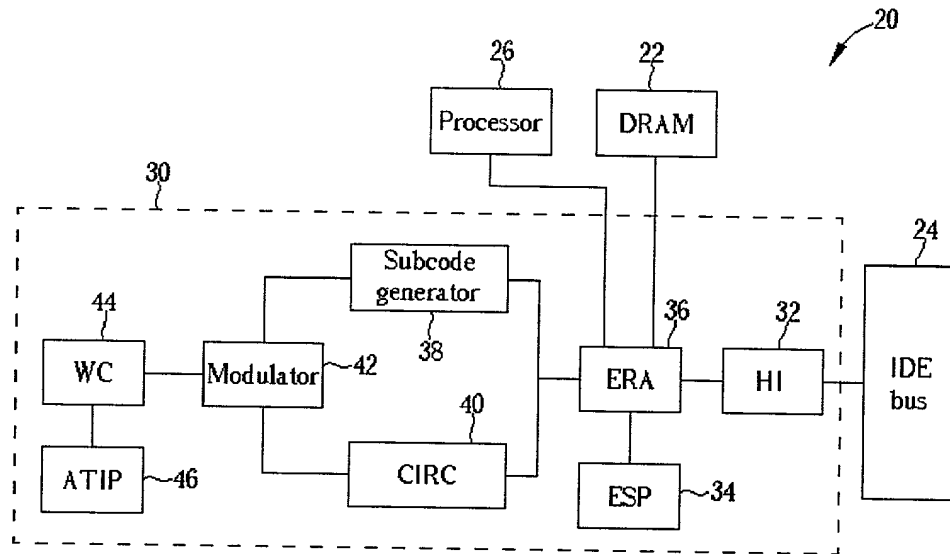 20
26
22
Processor
DRAM
30
24
Subcode
generator
38
44
36
32
WC
Modulator
42
ERA
HI
IDE
bus
40
ATIP
46
CIRC
ESP
34